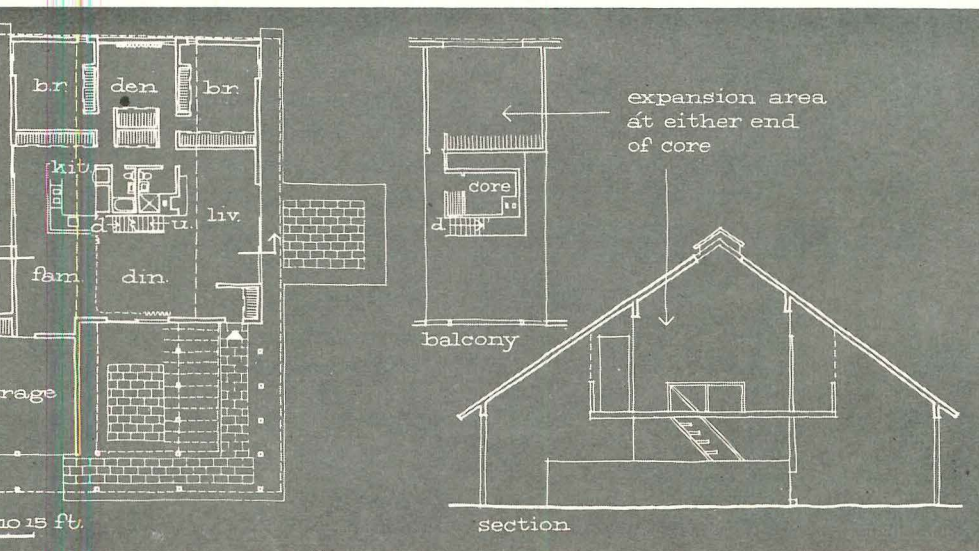 b.r. den b.r.
kit.
liv.
d. u.
fam. din.
rage
10 15 ft.
core
d.
balcony
expansion area
at either end
of core
section